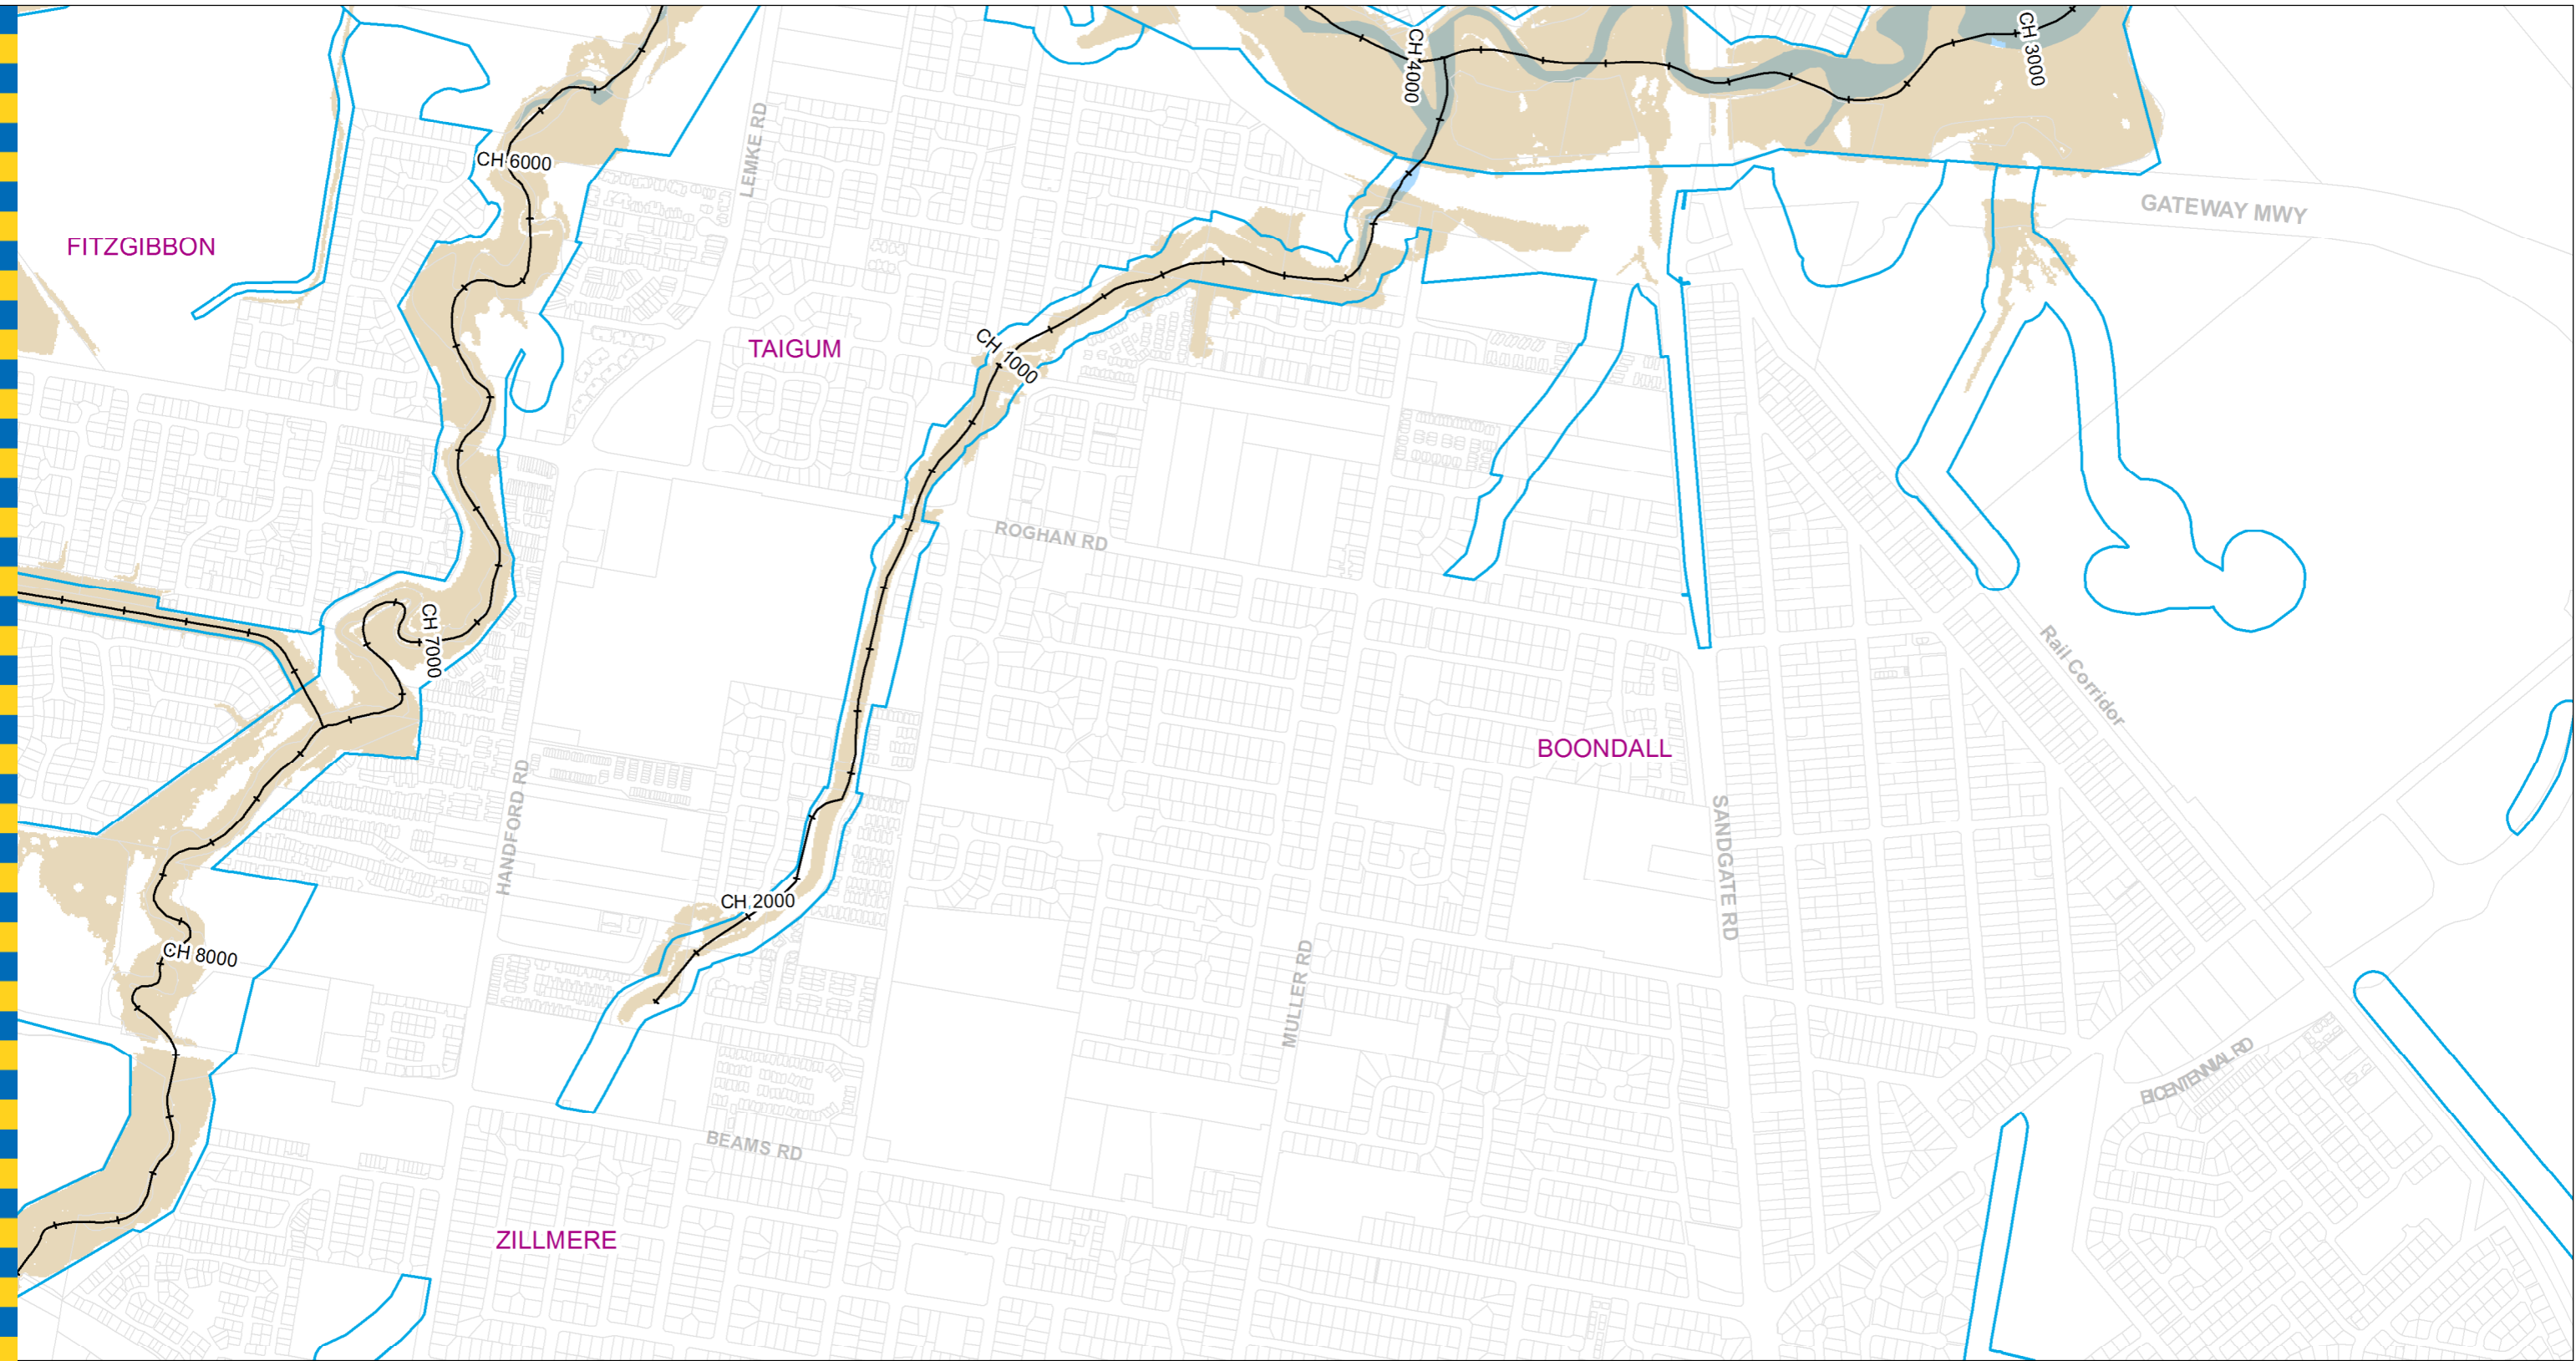 CH 3000
CH 4000
LEMKE RD
CH 6000
GATEWAY MWY
FITZGIBBON
TAIGUM
CH 1000
ROGHAN RD
CH 7000
Rail Corridor
BOONDALL
HANDFORD RD
SANDGATE RD
CH 2000
CH 8000
MULLER RD
BICENTENNIAL RD
BEAMS RD
ZILLMERE